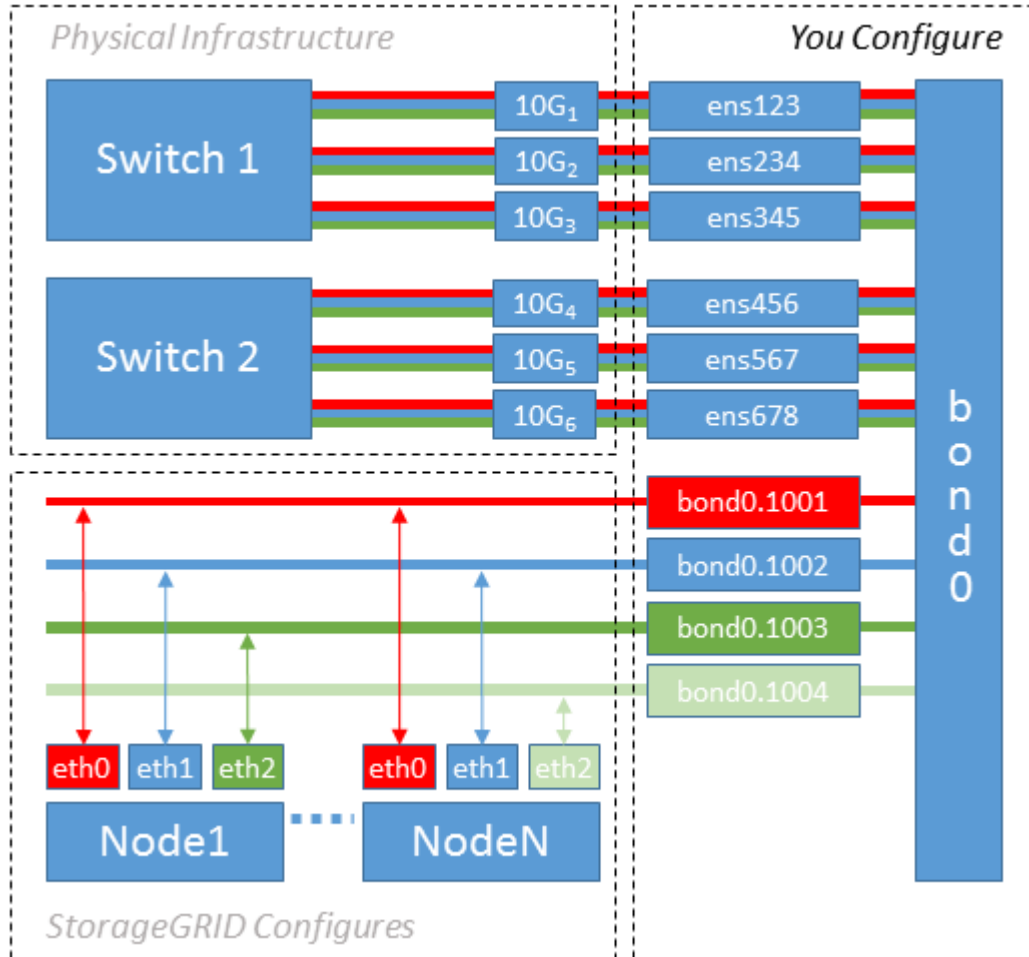 Physical Infrastructure
You Configure
Switch 1
10G1
ens123
10G2
ens234
10G3
ens345
Switch 2
10G4
ens456
10G5
ens567
10G6
ens678
bond0
bond0.1001
bond0.1002
bond0.1003
bond0.1004
eth0 eth1 eth2
eth0 eth1 eth2
Node1
NodeN
StorageGRID Configures